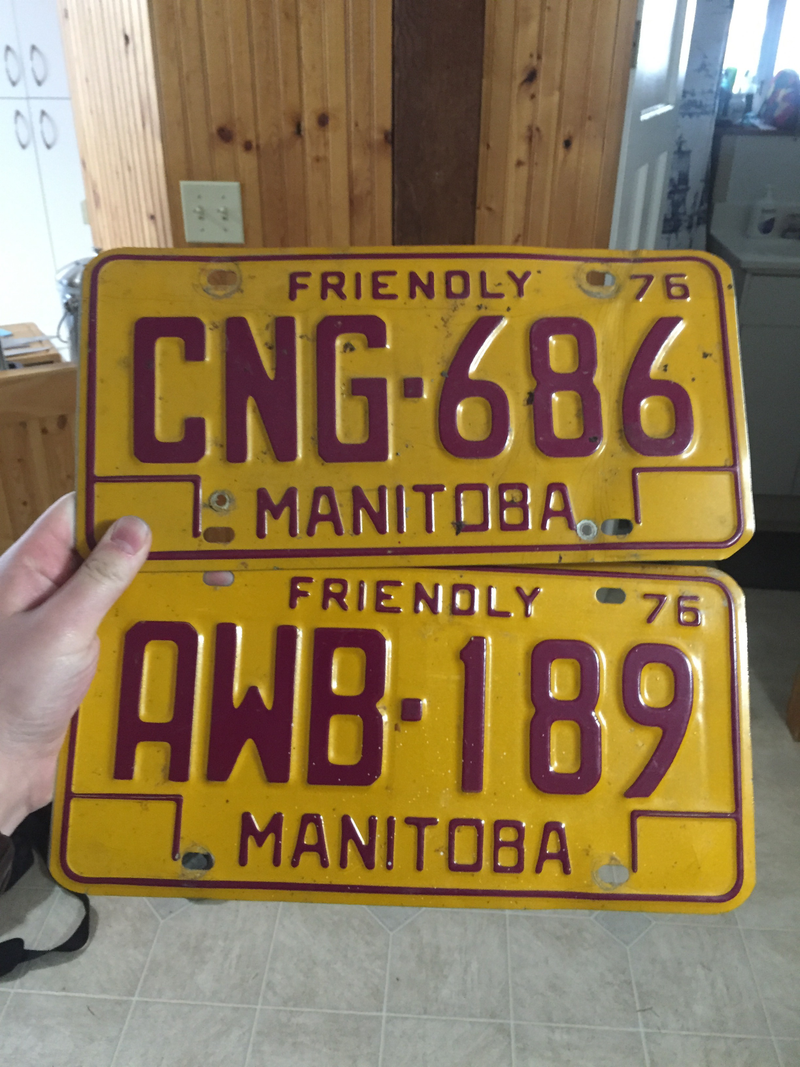 FRIENDLY 76
CNG·686
MANITOBA
FRIENDLY 76
AWB·189
MANITOBA